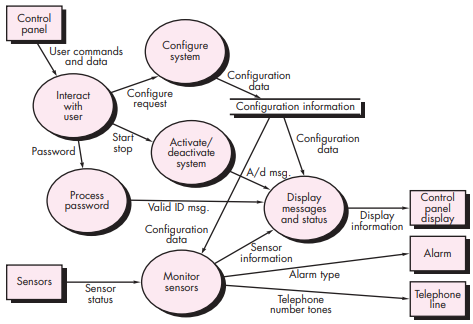 Control
panel
User commands
and data
Interact
with
user
Configure
system
Configure
request
Configuration
data
Configuration information
Start
stop
Activate/
deactivate
system
Configuration
data
Password
A/d msg.
Process
password
Valid ID msg.
Display
messages
and status
Display
information
Control
panel
display
Configuration
data
Sensor
information
Alarm
Sensors
Sensor
status
Monitor
sensors
Alarm type
Telephone
number tones
Telephone
line